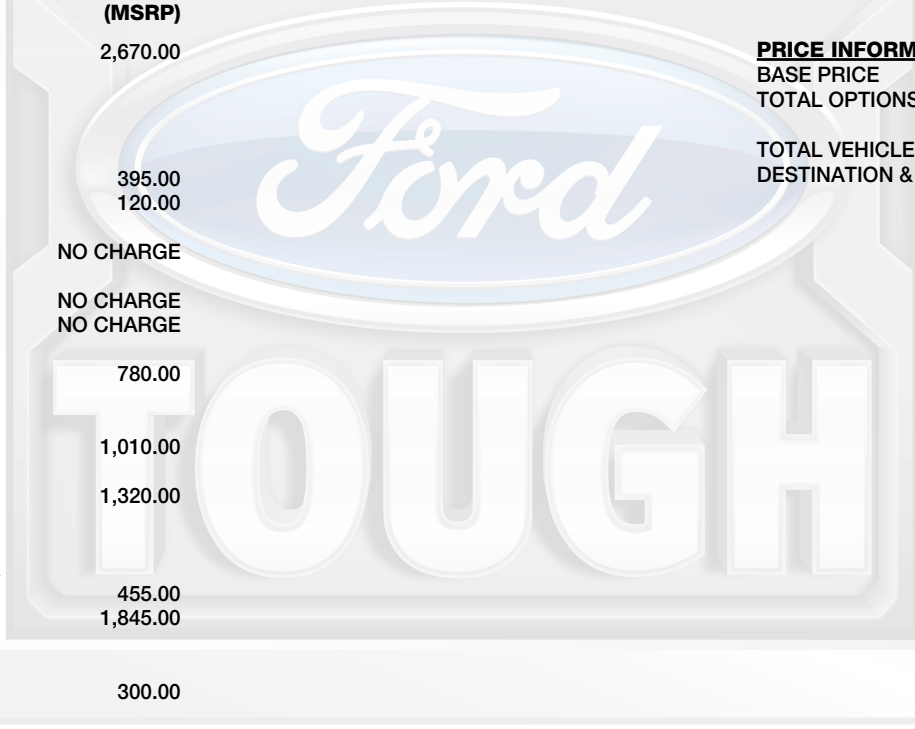 (MSRP)
2,670.00
395.00
120.00
NO CHARGE
NO CHARGE
NO CHARGE
780.00
1,010.00
1,320.00
455.00
1,845.00
300.00
PRICE INFORM
BASE PRICE
TOTAL OPTIONS
TOTAL VEHICLE
DESTINATION &
Ford
TOUGH